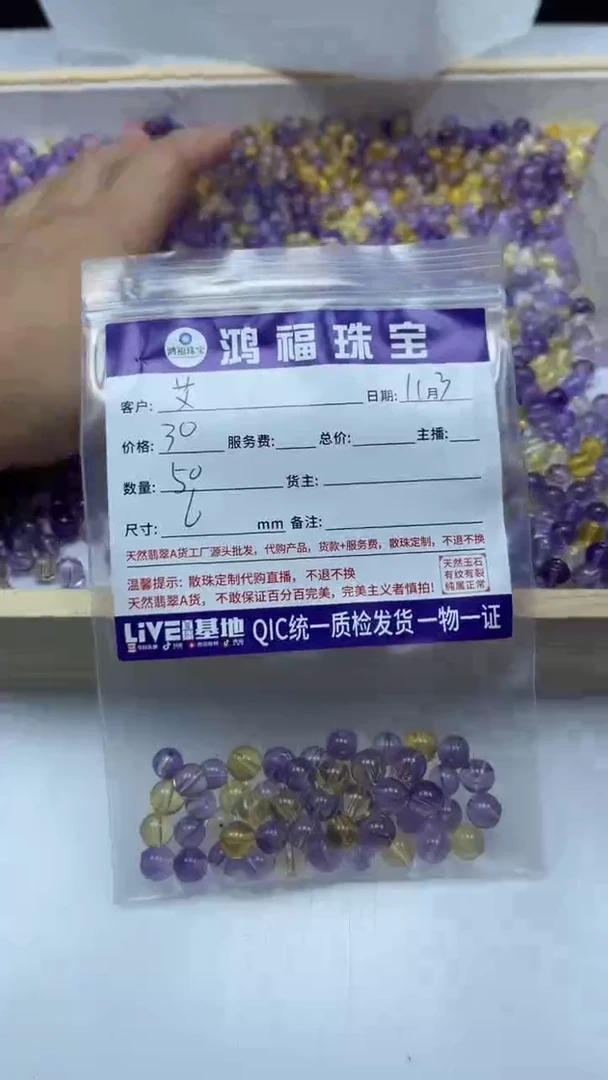 鸿福珠宝 鸿福珠宝
客户: 艾 日期: 11月3
价格: 30 服务费: 总价: 主播:
数量: 50 货主:
尺寸: 6 mm 备注:
天然翡翠A货工厂源头批发，代购产品，货款+服务费，散珠定制，不退不换
温馨提示: 散珠定制代购直播，不退不换
天然翡翠A货，不敢保证百分百完美，完美主义者慎拍!
天然玉石
有纹有裂
纯属正常
LIVE直播基地 QIC统一质检发货 一物一证